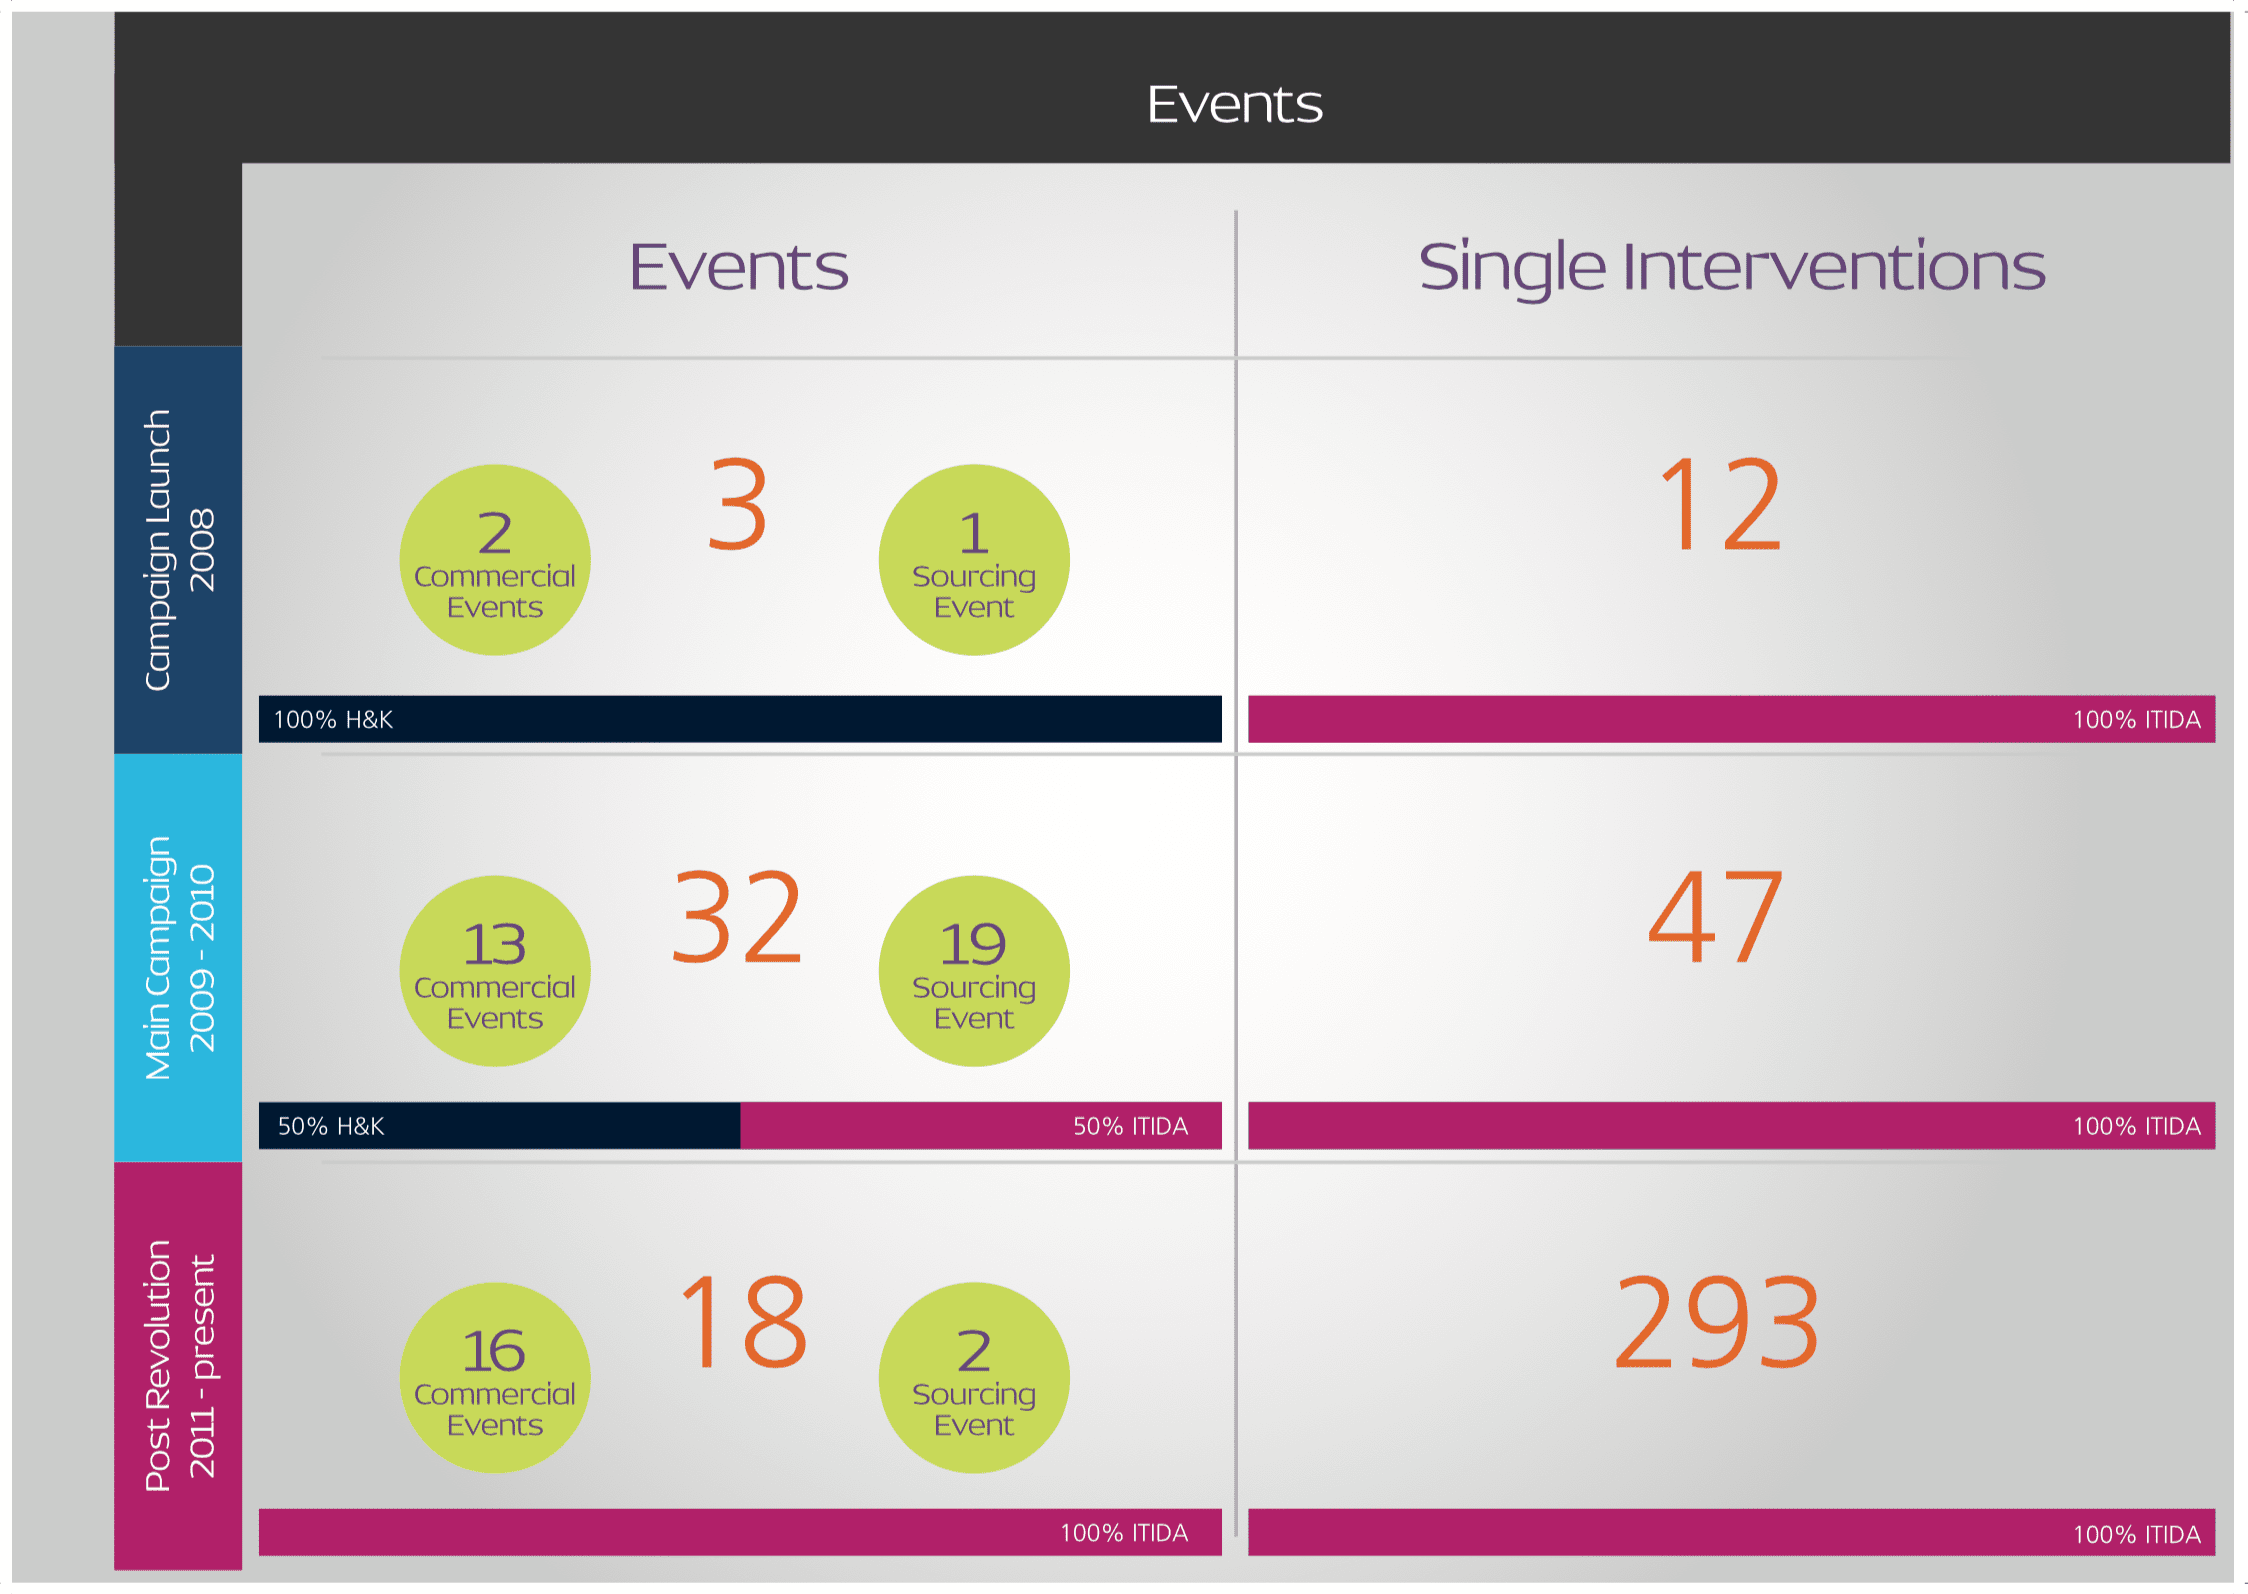 Events
Events
Single Interventions
Campaign Launch
2008
3
2
Commercial
Events
1
Sourcing
Event
12
100% H&K
100% ITIDA
Main Campaign
2009 - 2010
32
13
Commercial
Events
19
Sourcing
Event
47
50% H&K
50% ITIDA
100% ITIDA
Post Revolution
2011 - present
18
16
Commercial
Events
2
Sourcing
Event
293
100% ITIDA
100% ITIDA